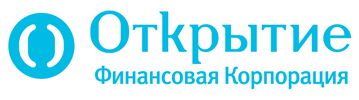 Открытие
Финансовая Корпорация